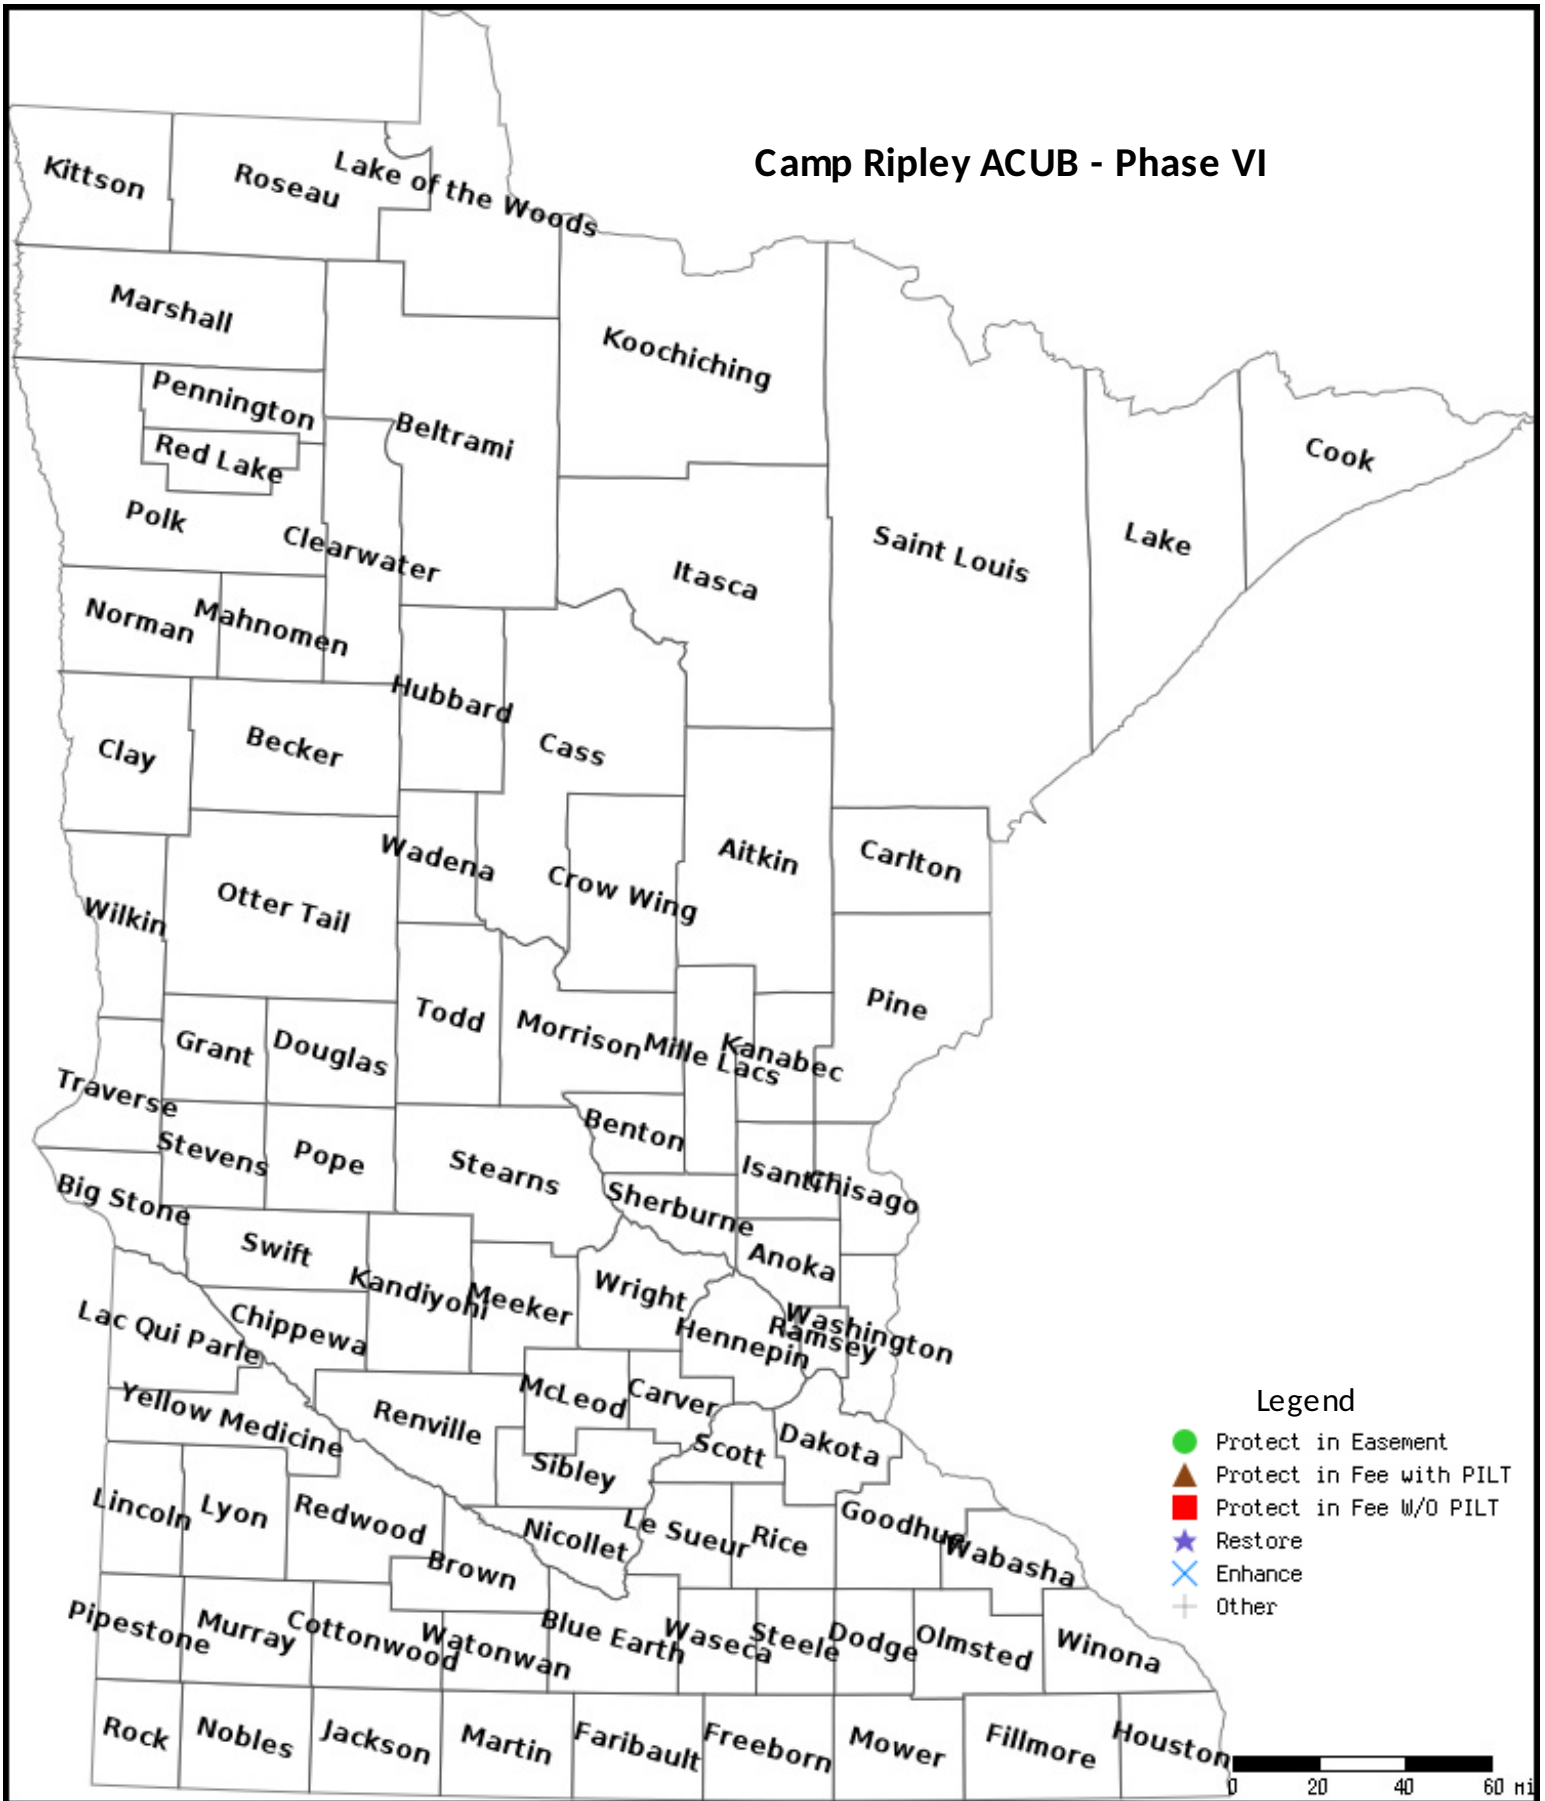 Camp Ripley ACUB - Phase VI
Kittson
Roseau
Lake of the Woods
Marshall
Koochiching
Pennington
Beltrami
Red Lake
Cook
Polk
Clearwater
Saint Louis
Lake
Itasca
Norman
Mahnomen
Hubbard
Clay
Becker
Cass
Wadena
Aitkin
Carlton
Wilkin
Otter Tail
Crow Wing
Todd
Morrison
Mille Lacs
Kanabec
Pine
Grant
Douglas
Traverse
Stevens
Pope
Benton
Stearns
Isanti
Chisago
Big Stone
Sherburne
Swift
Anoka
Kandiyohi
Meeker
Wright
Lac Qui Parle
Chippewa
Hennepin
Ramsey
Washington
Yellow Medicine
Renville
McLeod
Carver
Scott
Dakota
Legend
Protect in Easement
Protect in Fee with PILT
Protect in Fee W/O PILT
Restore
Enhance
Other
Sibley
Lincoln
Lyon
Redwood
Nicollet
Le Sueur
Rice
Goodhue
Wabasha
Brown
Pipestone
Murray
Cottonwood
Watonwan
Blue Earth
Waseca
Steele
Dodge
Olmsted
Winona
Rock
Nobles
Jackson
Martin
Faribault
Freeborn
Mower
Fillmore
Houston
0 20 40 60 mi